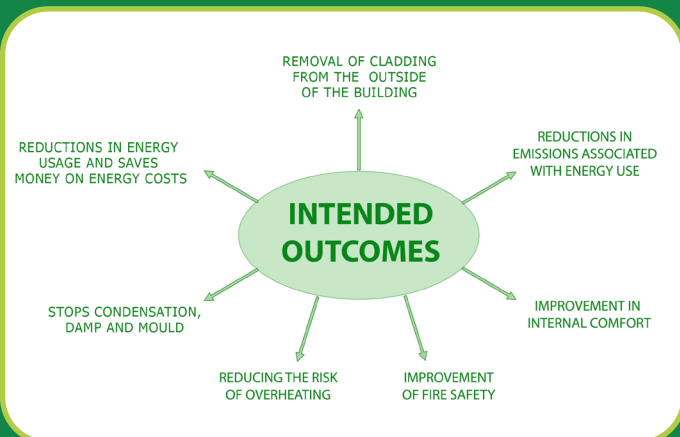 REMOVAL OF CLADDING
FROM THE OUTSIDE
OF THE BUILDING
REDUCTIONS IN ENERGY
USAGE AND SAVES
MONEY ON ENERGY COSTS
REDUCTIONS IN
EMISSIONS ASSOCIATED
WITH ENERGY USE
INTENDED
OUTCOMES
STOPS CONDENSATION,
DAMP AND MOULD
IMPROVEMENT IN
INTERNAL COMFORT
REDUCING THE RISK
OF OVERHEATING
IMPROVEMENT
OF FIRE SAFETY